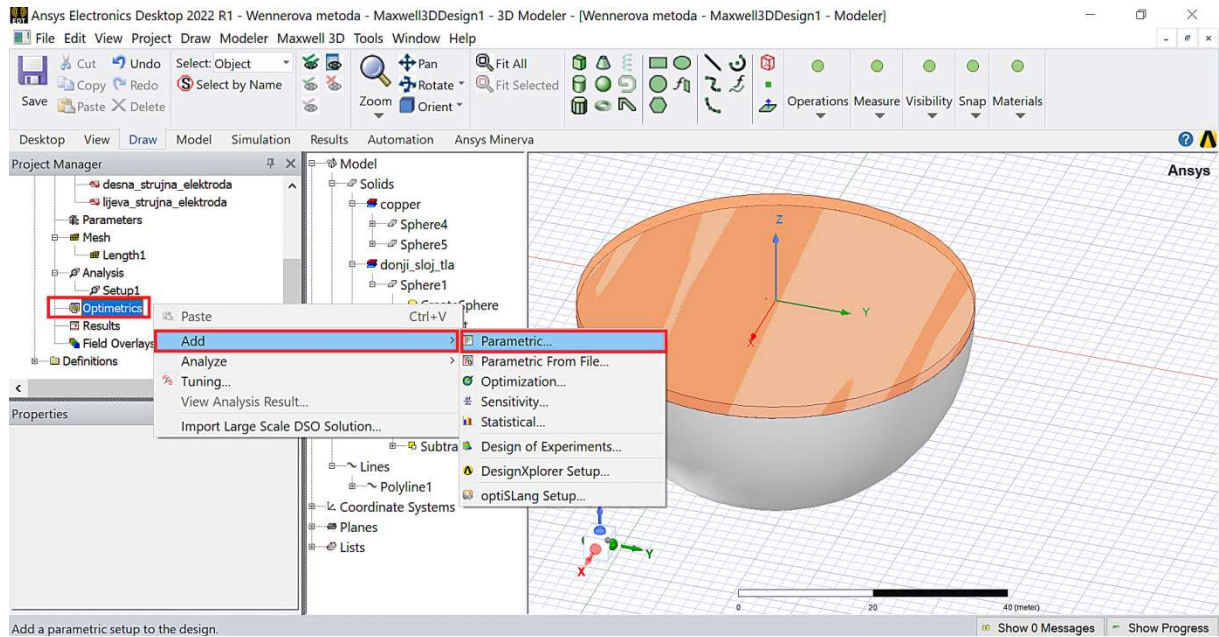 Ansys Electronics Desktop 2022 R1 - Wennerova metoda - Maxwell3DDesign1 - 3D Modeler - [Wennerova metoda - Maxwell3DDesign1 - Modeler]
File Edit View Project Draw Modeler Maxwell 3D Tools Window Help
Save
Cut Undo
Copy Redo
Paste Delete
Select: Object
Select by Name
Zoom
Pan
Rotate
Orient
Fit All
Fit Selected
Operations Measure Visibility Snap Materials
Desktop View Draw Model Simulation Results Automation Ansys Minerva
Project Manager
desna_strujna_elektroda
lijeva_strujna_elektroda
Parameters
Mesh
Length1
Analysis
Setup1
Optimetrics
Results
Field Overlays
Definitions
Properties
Model
Solids
copper
Sphere4
Sphere5
donji_sloj_tla
Sphere1
Subtra
Lines
Polyline1
Coordinate Systems
Planes
Lists
Paste Ctrl+V
Add
Analyze
Tuning...
View Analysis Result...
Import Large Scale DSO Solution...
Parametric...
Parametric From File...
Optimization...
Sensitivity...
Statistical...
Design of Experiments...
DesignXplorer Setup...
optiSLang Setup...
Ansys
Z
Y
X
Y
X
0 20 40 (meter)
Add a parametric setup to the design.
Show 0 Messages Show Progress